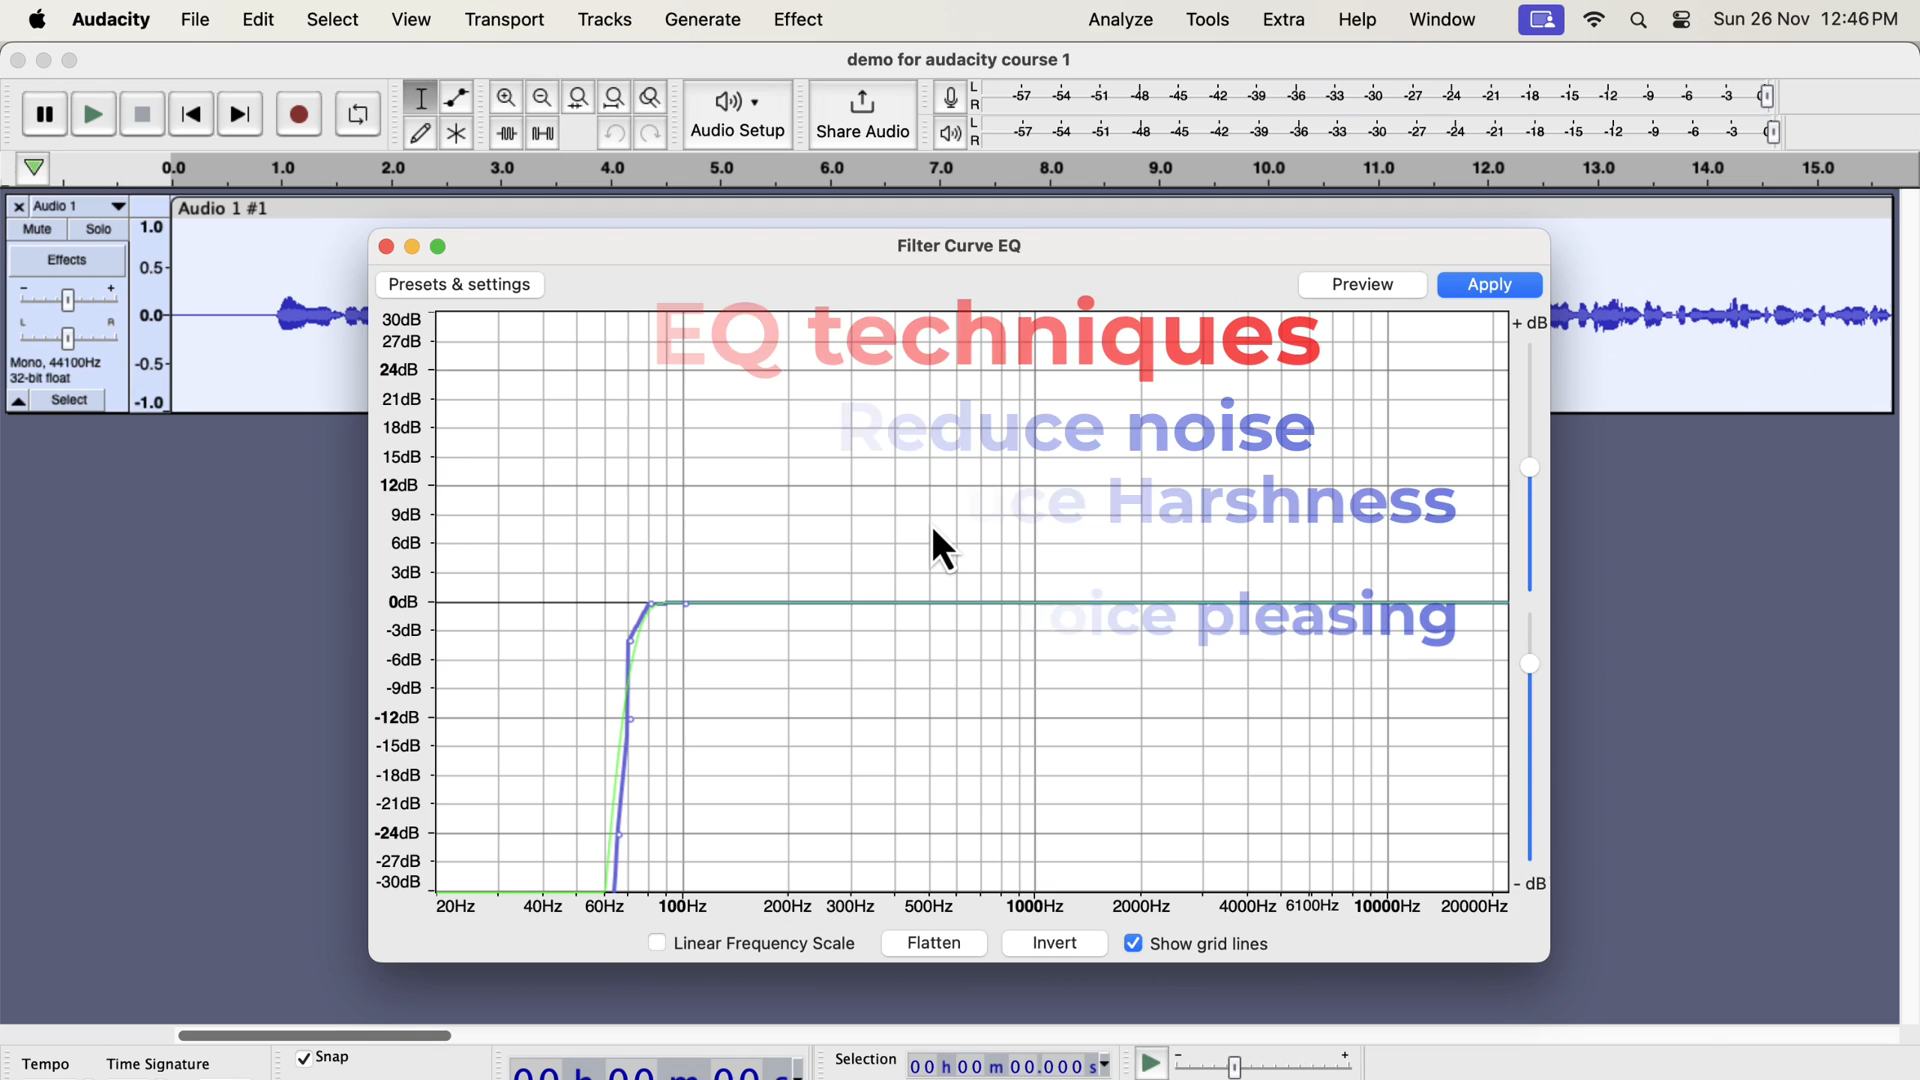 Audacity File Edit Select View Transport Tracks Generate Effect Analyze Tools Extra Help Window Sun 26 Nov 12:46 PM
demo for audacity course 1
Audio Setup Share Audio
L R -57 -54 -51 -48 -45 -42 -39 -36 -33 -30 -27 -24 -21 -18 -15 -12 -9 -6 -3
L R -57 -54 -51 -48 -45 -42 -39 -36 -33 -30 -27 -24 -21 -18 -15 -12 -9 -6 -3
0.0 1.0 2.0 3.0 4.0 5.0 6.0 7.0 8.0 9.0 10.0 11.0 12.0 13.0 14.0 15.0
Audio 1 Audio 1 #1
Mute Solo 1.0
Effects 0.5
- +
L R 0.0
Mono, 44100Hz
32-bit float -0.5
Select -1.0
Filter Curve EQ
Presets & settings Preview Apply
EQ techniques
Reduce noise
Harshness
pleasing
+ dB
30dB
27dB
24dB
21dB
18dB
15dB
12dB
9dB
6dB
3dB
0dB
-3dB
-6dB
-9dB
-12dB
-15dB
-18dB
-21dB
-24dB
-27dB
-30dB
- dB
20Hz 40Hz 60Hz 100Hz 200Hz 300Hz 500Hz 1000Hz 2000Hz 4000Hz 6100Hz 10000Hz 20000Hz
Linear Frequency Scale Flatten Invert Show grid lines
Tempo Time Signature Snap 00 h 00 m 00 s Selection 00 h 00 m 00.000 s - +